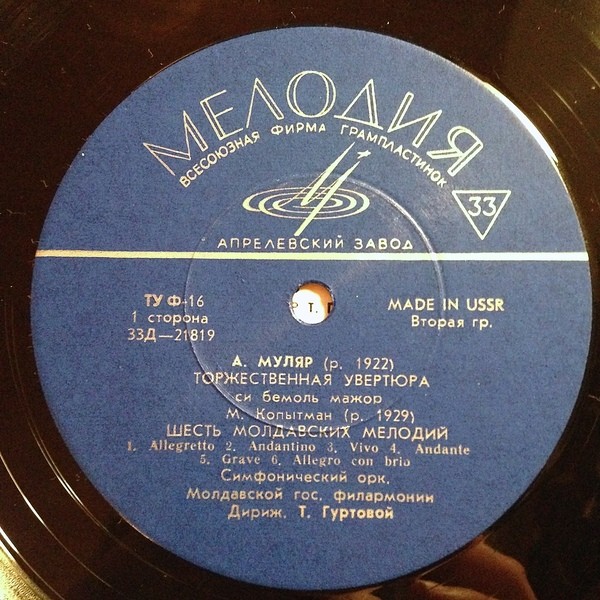 МЕЛОДИЯ
ВСЕСОЮЗНАЯ ФИРМА ГРАМПЛАСТИНОК
33
АПРЕЛЕВСКИЙ ЗАВОД
ТУ Ф-16
1 сторона
33Д—21819
Р Т. Г
MADE IN USSR
Вторая гр.
А. МУЛЯР (р. 1922)
ТОРЖЕСТВЕННАЯ УВЕРТЮРА
си бемоль мажор
М. Копытман (р. 1929)
ШЕСТЬ МОЛДАВСКИХ МЕЛОДИЙ
1. Allegretto 2. Andantino 3. Vivo 4. Andante
5. Grave 6. Allegro con brio
Симфонический орк.
Молдавской гос. филармонии
Дириж. Т. Гуртовой